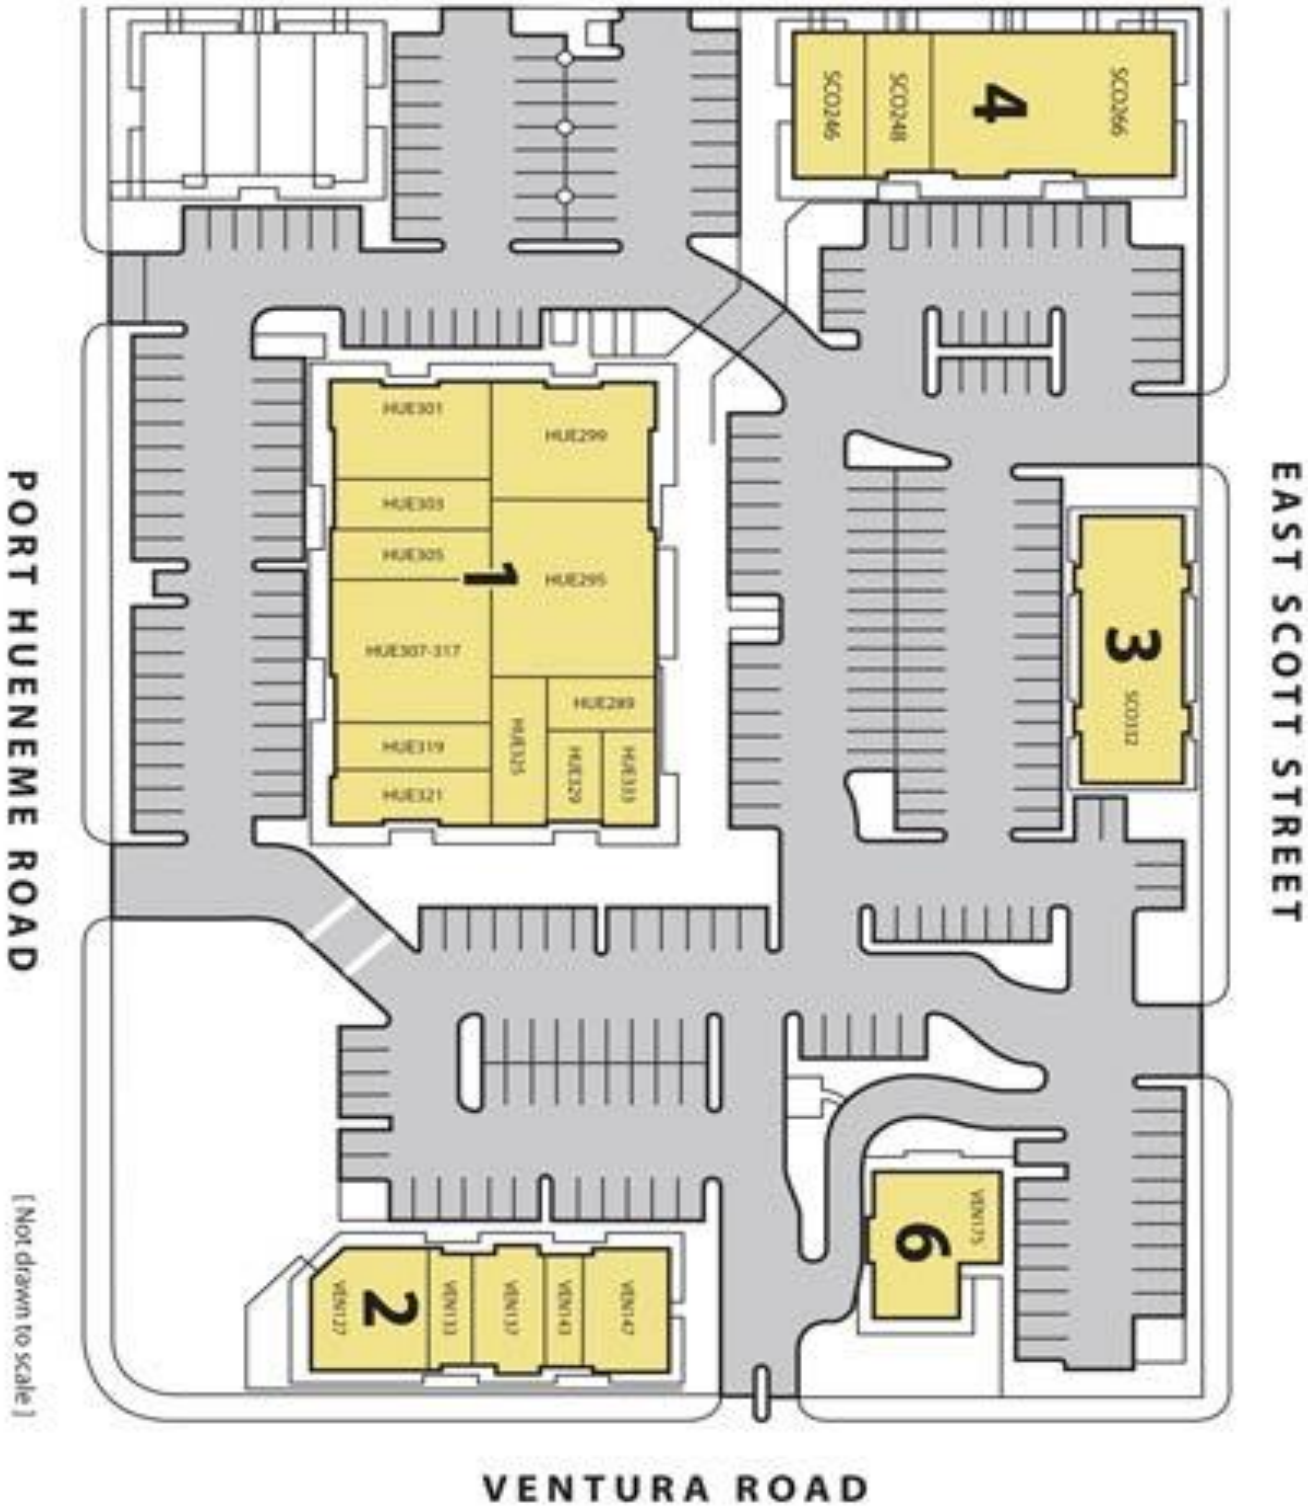 SCO246
SCO248
4
SCO266
HUE301
HUE299
HUE303
HUE305
1
HUE295
HUE307-317
HUE289
HUE319
HUE325
HUE329
HUE333
HUE321
3
SCO332
VEN175
6
VEN127
2
VEN133
VEN137
VEN143
VEN147
PORT HUENEME ROAD
EAST SCOTT STREET
VENTURA ROAD
[ Not drawn to scale ]